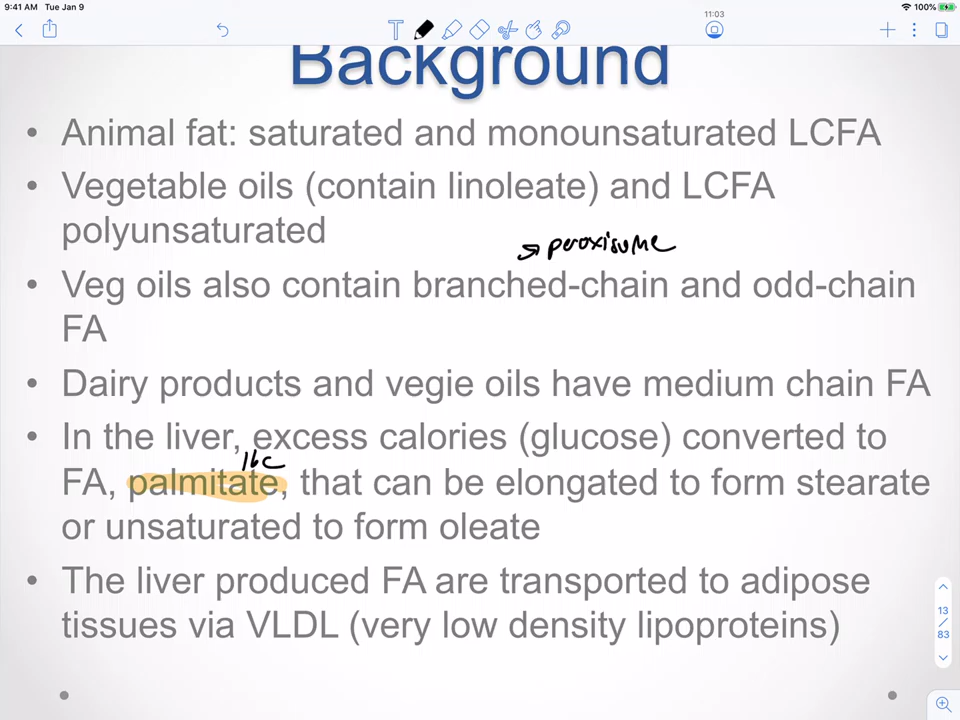 9:41 AM Tue Jan 9
100%
11:03
T
Background
• Animal fat: saturated and monounsaturated LCFA
• Vegetable oils (contain linoleate) and LCFA
polyunsaturated
→ peroxisome
• Veg oils also contain branched-chain and odd-chain
FA
• Dairy products and vegie oils have medium chain FA
• In the liver, excess calories (glucose) converted to
16C
FA, palmitate, that can be elongated to form stearate
or unsaturated to form oleate
• The liver produced FA are transported to adipose
tissues via VLDL (very low density lipoproteins)
13
/
83